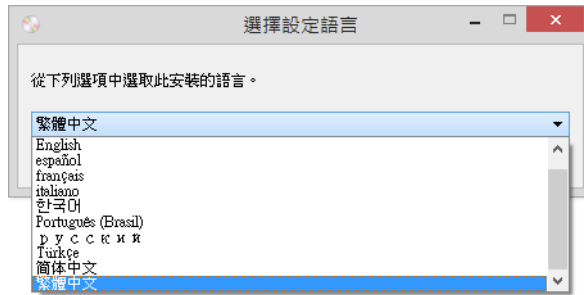 選擇設定語言
從下列選項中選取此安裝的語言。
繁體中文
English
español
français
italiano
한국어
Português (Brasil)
русский
Türkçe
简体中文
繁體中文